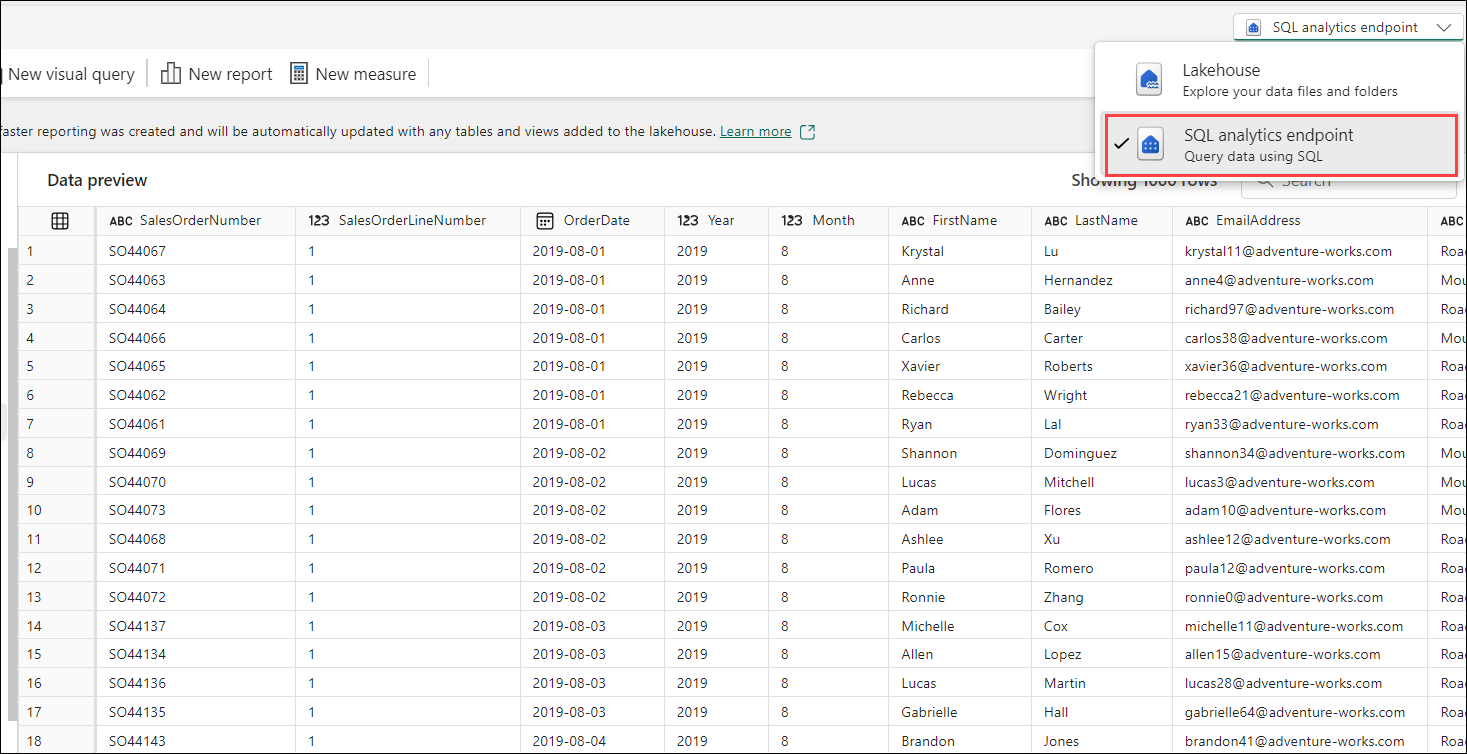 SQL analytics endpoint
New visual query New report New measure
Lakehouse
Explore your data files and folders
faster reporting was created and will be automatically updated with any tables and views added to the lakehouse. Learn more
SQL analytics endpoint
Query data using SQL
Data preview Showing 1000 rows Search
ABC SalesOrderNumber 123 SalesOrderLineNumber OrderDate 123 Year 123 Month ABC FirstName ABC LastName ABC EmailAddress ABC
1 SO44067 1 2019-08-01 2019 8 Krystal Lu krystal11@adventure-works.com Roa
2 SO44063 1 2019-08-01 2019 8 Anne Hernandez anne4@adventure-works.com Mou
3 SO44064 1 2019-08-01 2019 8 Richard Bailey richard97@adventure-works.com Roa
4 SO44066 1 2019-08-01 2019 8 Carlos Carter carlos38@adventure-works.com Mou
5 SO44065 1 2019-08-01 2019 8 Xavier Roberts xavier36@adventure-works.com Roa
6 SO44062 1 2019-08-01 2019 8 Rebecca Wright rebecca21@adventure-works.com Roa
7 SO44061 1 2019-08-01 2019 8 Ryan Lal ryan33@adventure-works.com Roa
8 SO44069 1 2019-08-02 2019 8 Shannon Dominguez shannon34@adventure-works.com Mou
9 SO44070 1 2019-08-02 2019 8 Lucas Mitchell lucas3@adventure-works.com Mou
10 SO44073 1 2019-08-02 2019 8 Adam Flores adam10@adventure-works.com Mou
11 SO44068 1 2019-08-02 2019 8 Ashlee Xu ashlee12@adventure-works.com Roa
12 SO44071 1 2019-08-02 2019 8 Paula Romero paula12@adventure-works.com Roa
13 SO44072 1 2019-08-02 2019 8 Ronnie Zhang ronnie0@adventure-works.com Roa
14 SO44137 1 2019-08-03 2019 8 Michelle Cox michelle11@adventure-works.com Roa
15 SO44134 1 2019-08-03 2019 8 Allen Lopez allen15@adventure-works.com Roa
16 SO44136 1 2019-08-03 2019 8 Lucas Martin lucas28@adventure-works.com Roa
17 SO44135 1 2019-08-03 2019 8 Gabrielle Hall gabrielle64@adventure-works.com Roa
18 SO44143 1 2019-08-04 2019 8 Brandon Jones brandon41@adventure-works.com Roa